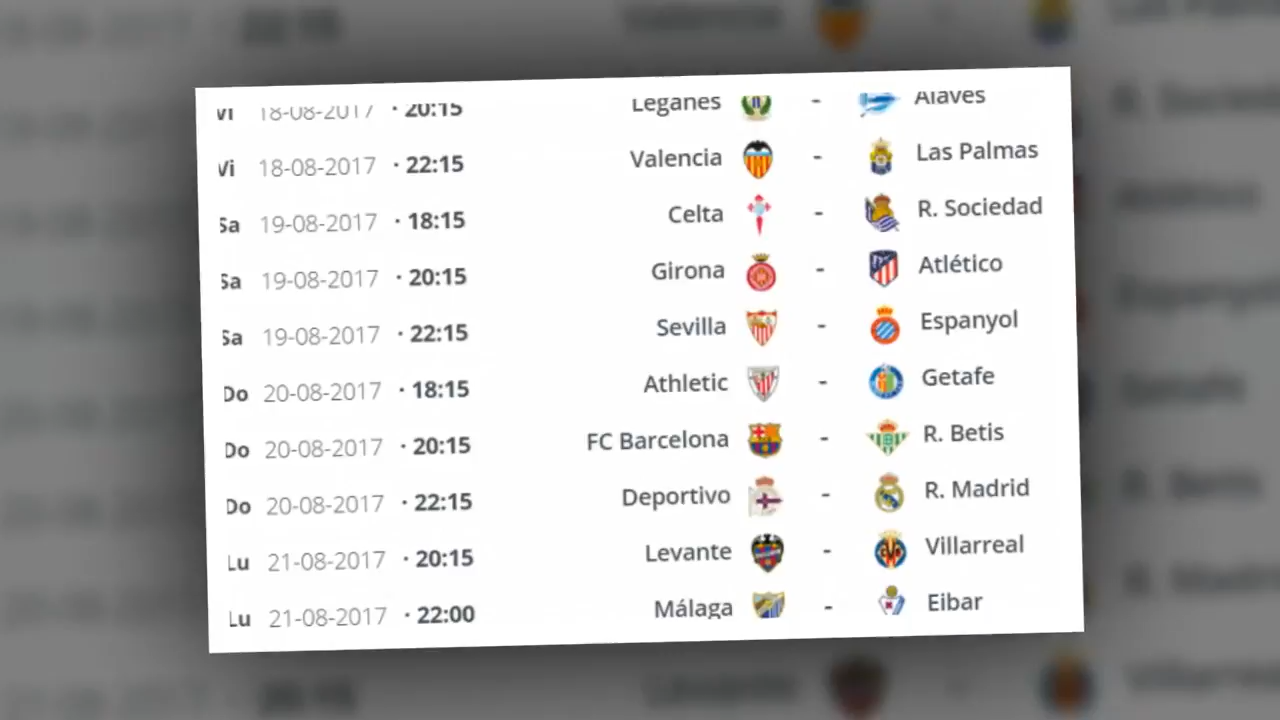 Vi 18-08-2017 · 20:15 Leganes - Alaves
Vi 18-08-2017 · 22:15 Valencia - Las Palmas
Sa 19-08-2017 · 18:15 Celta - R. Sociedad
Sa 19-08-2017 · 20:15 Girona - Atlético
Sa 19-08-2017 · 22:15 Sevilla - Espanyol
Do 20-08-2017 · 18:15 Athletic - Getafe
Do 20-08-2017 · 20:15 FC Barcelona - R. Betis
Do 20-08-2017 · 22:15 Deportivo - R. Madrid
Lu 21-08-2017 · 20:15 Levante - Villarreal
Lu 21-08-2017 · 22:00 Málaga - Eibar